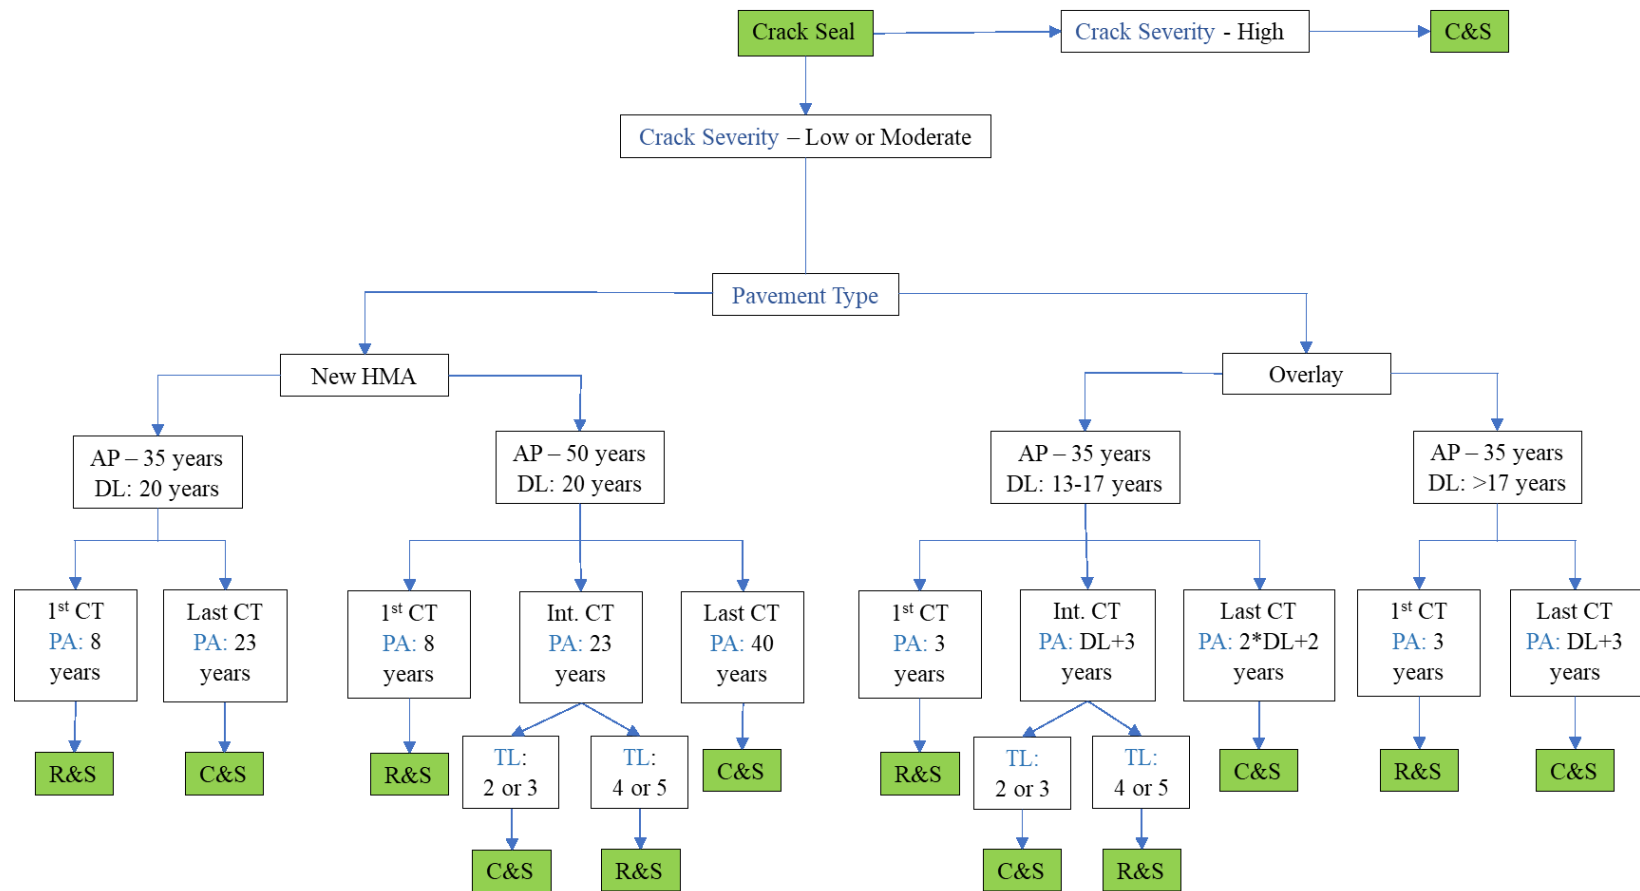 Crack Seal
Crack Severity - High
C&S
Crack Severity – Low or Moderate
Pavement Type
New HMA
Overlay
AP – 35 years
DL: 20 years
AP – 50 years
DL: 20 years
AP – 35 years
DL: 13-17 years
AP – 35 years
DL: >17 years
1st CT
PA: 8
years
Last CT
PA: 23
years
1st CT
PA: 8
years
Int. CT
PA: 23
years
Last CT
PA: 40
years
1st CT
PA: 3
years
Int. CT
PA: DL+3
years
Last CT
PA: 2*DL+2
years
1st CT
PA: 3
years
Last CT
PA: DL+3
years
R&S
C&S
R&S
TL:
2 or 3
TL:
4 or 5
C&S
R&S
TL:
2 or 3
TL:
4 or 5
C&S
R&S
C&S
C&S
R&S
C&S
R&S